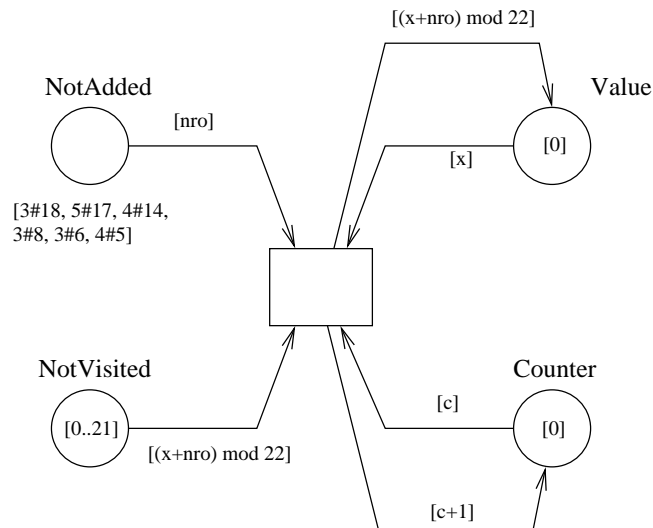 [(x+nro) mod 22]
NotAdded
Value
[nro]
[0]
[x]
[3#18, 5#17, 4#14,
3#8, 3#6, 4#5]
NotVisited
Counter
[c]
[0..21]
[0]
[(x+nro) mod 22]
[c+1]